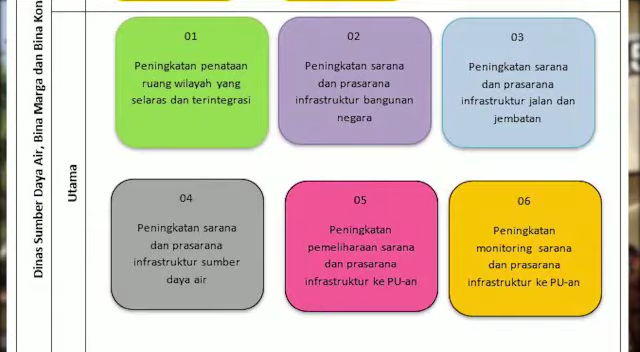 Dinas Sumber Daya Air, Bina Marga dan Bina Kon
Utama
01
Peningkatan penataan
ruang wilayah yang
selaras dan terintegrasi
02
Peningkatan sarana
dan prasarana
infrastruktur bangunan
negara
03
Peningkatan sarana
dan prasarana
infrastruktur jalan dan
jembatan
04
Peningkatan sarana
dan prasarana
infrastruktur sumber
daya air
05
Peningkatan
pemeliharaan sarana
dan prasarana
infrastruktur ke PU-an
06
Peningkatan
monitoring sarana
dan prasarana
infrastruktur ke PU-an